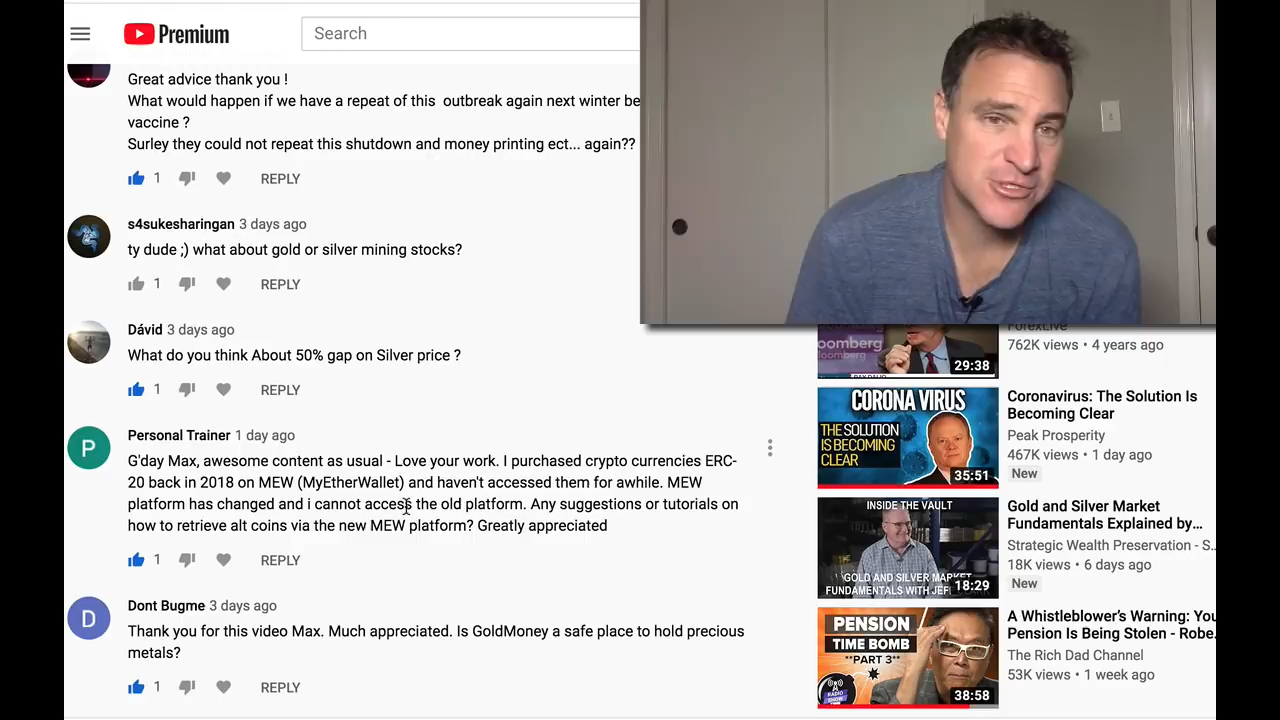 Premium
Search
Great advice thank you !
What would happen if we have a repeat of this outbreak again next winter be
vaccine ?
Surley they could not repeat this shutdown and money printing ect... again??
1
REPLY
s4sukesharingan 3 days ago
ty dude ;) what about gold or silver mining stocks?
1
REPLY
Dávid 3 days ago
What do you think About 50% gap on Silver price ?
1
REPLY
P
Personal Trainer 1 day ago
G'day Max, awesome content as usual - Love your work. I purchased crypto currencies ERC-
20 back in 2018 on MEW (MyEtherWallet) and haven't accessed them for awhile. MEW
platform has changed and i cannot access the old platform. Any suggestions or tutorials on
how to retrieve alt coins via the new MEW platform? Greatly appreciated
1
REPLY
D
Dont Bugme 3 days ago
Thank you for this video Max. Much appreciated. Is GoldMoney a safe place to hold precious
metals?
1
REPLY
ForexLive
762K views • 4 years ago
oomberg
loomberg
29:38
CORONA VIRUS
THE SOLUTION
IS BECOMING
CLEAR
35:51
Coronavirus: The Solution Is
Becoming Clear
Peak Prosperity
467K views • 1 day ago
New
INSIDE THE VAULT
GOLD AND SILVER MARKET
FUNDAMENTALS WITH JEF
18:29
Gold and Silver Market
Fundamentals Explained by...
Strategic Wealth Preservation - S..
18K views • 6 days ago
New
PENSION
TIME BOMB
**PART 3**
RADIO
SHOW
38:58
A Whistleblower's Warning: You
Pension Is Being Stolen - Robe.
The Rich Dad Channel
53K views • 1 week ago